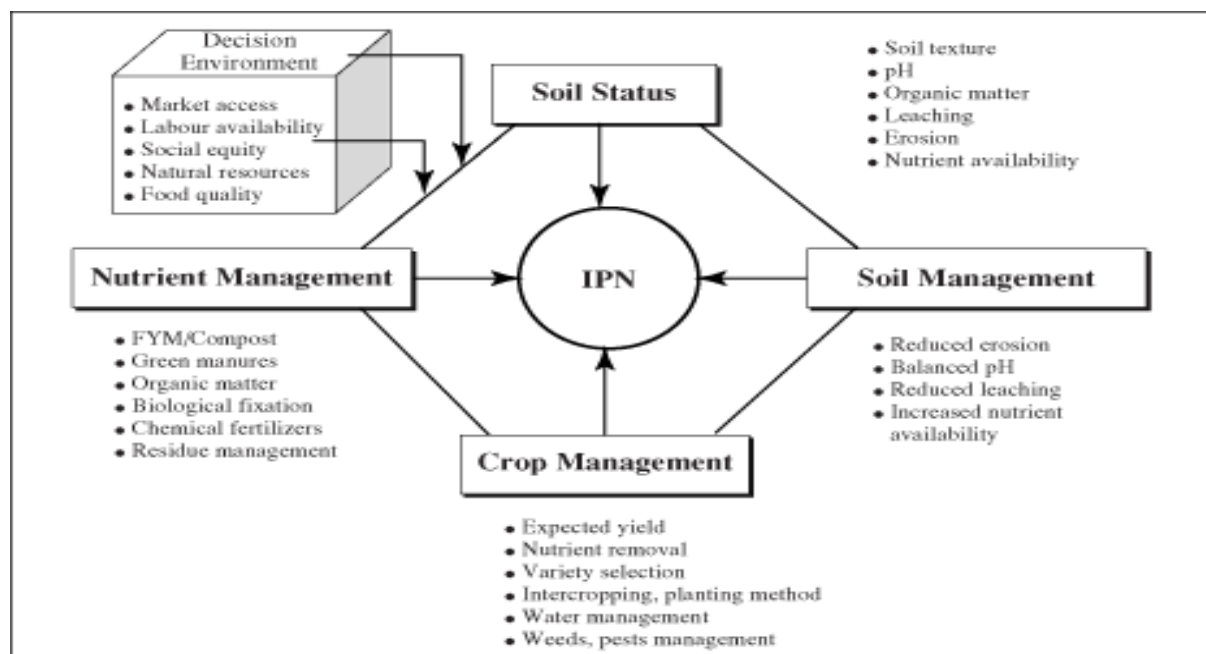 Decision
Environment
• Market access
• Labour availability
• Social equity
• Natural resources
• Food quality
Soil Status
• Soil texture
• pH
• Organic matter
• Leaching
• Erosion
• Nutrient availability
Nutrient Management
IPN
Soil Management
• FYM/Compost
• Green manures
• Organic matter
• Biological fixation
• Chemical fertilizers
• Residue management
• Reduced erosion
• Balanced pH
• Reduced leaching
• Increased nutrient
availability
Crop Management
• Expected yield
• Nutrient removal
• Variety selection
• Intercropping, planting method
• Water management
• Weeds, pests management